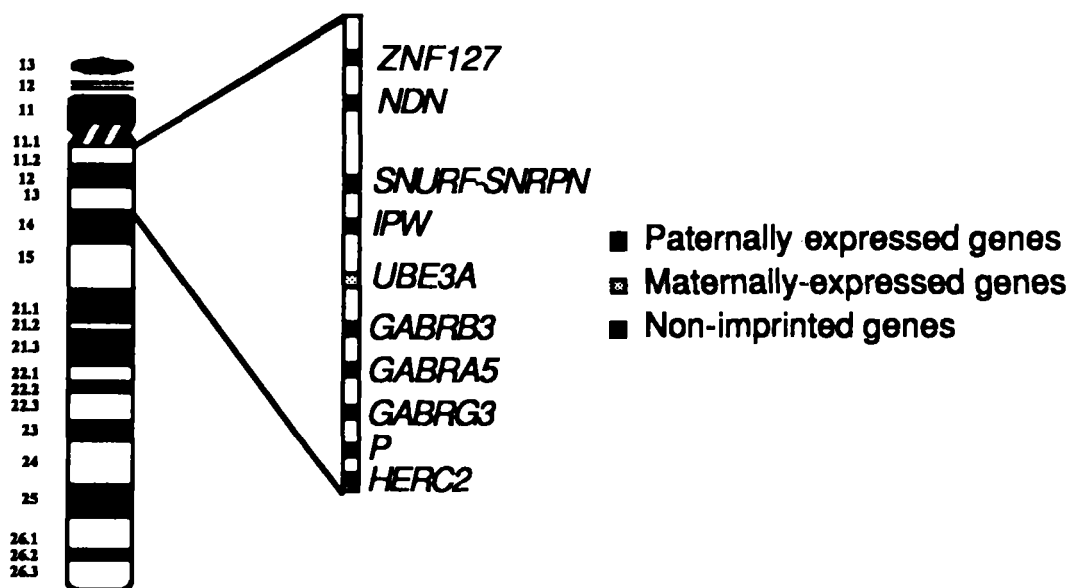 13
12
11
11.1
11.2
12
13
14
15
21.1
21.2
21.3
22.1
22.2
22.3
23
24
25
26.1
26.2
26.3
ZNF127
NDN
SNURF-SNRPN
IPW
UBE3A
GABRB3
GABRA5
GABRG3
P
HERC2
Paternally expressed genes
Maternally-expressed genes
Non-imprinted genes